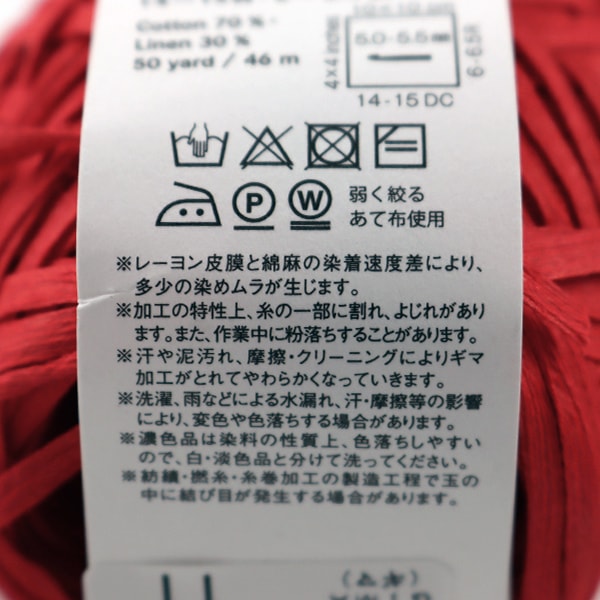 Cotton 70 %
Linen 30 %
50 yard / 46 m
4×4 inches
5.0 - 5.5㎜
6-6.5R
14-15 DC
P
W
弱く絞る
あて布使用
※レーヨン皮膜と綿麻の染着速度差により、
多少の染めムラが生じます。
※加工の特性上、糸の一部に割れ、よじれがあり
ます。また、作業中に粉落ちすることがあります。
※汗や泥汚れ、摩擦・クリーニングによりギマ
加工がとれてやわらかくなっていきます。
※洗濯、雨などによる水漏れ、汗・摩擦等の影響
により、変色や色落ちする場合があります。
※濃色品は染料の性質上、色落ちしやすい
ので、白・淡色品と分けて洗ってください。
※紡績・撚糸・糸巻加工の製造工程で玉の
中に結び目が発生する場合があります。